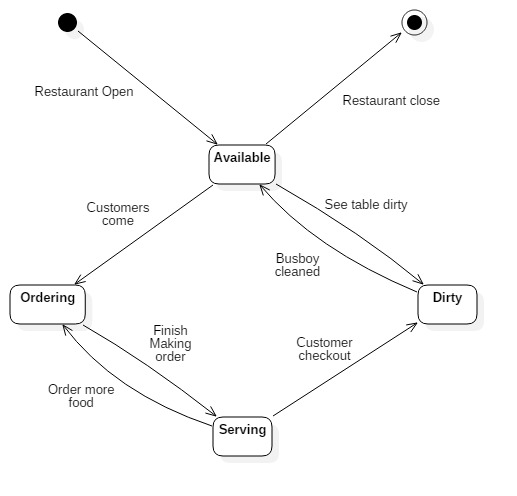 Restaurant Open
Restaurant close
Available
Customers
come
See table dirty
Busboy
cleaned
Ordering
Dirty
Finish
Making
order
Customer
checkout
Order more
food
Serving